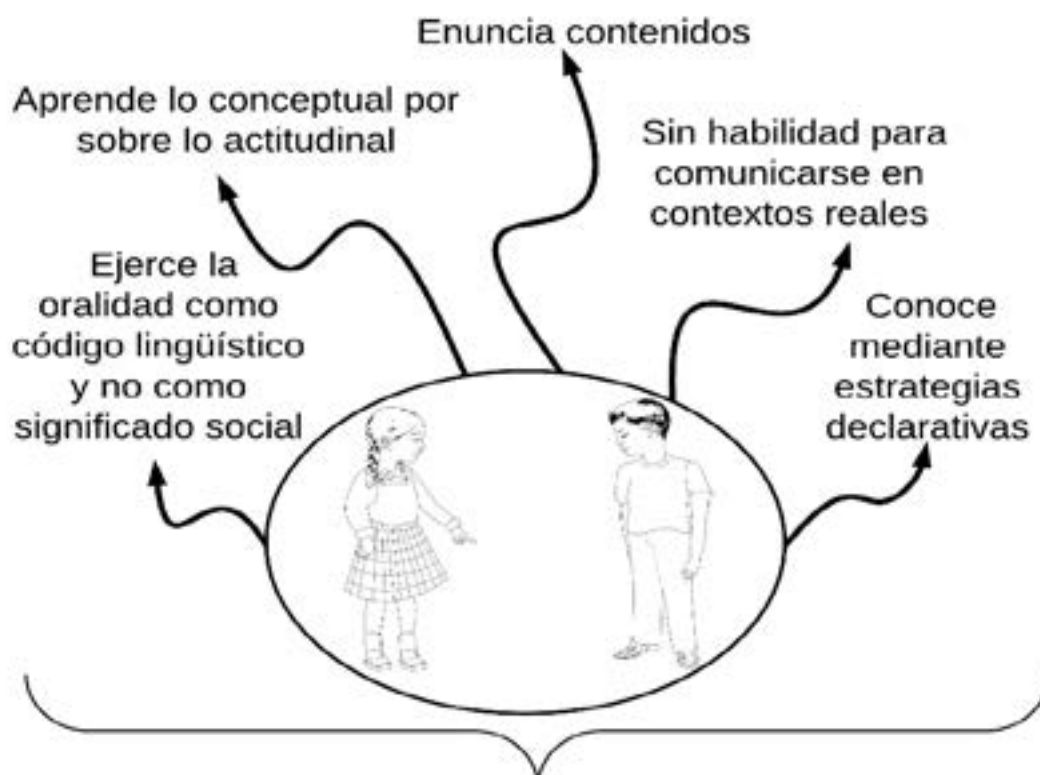 Enuncia contenidos
Aprende lo conceptual por
sobre lo actitudinal
Sin habilidad para
comunicarse en
contextos reales
Ejerce la
oralidad como
código lingüístico
y no como
significado social
Conoce
mediante
estrategias
declarativas